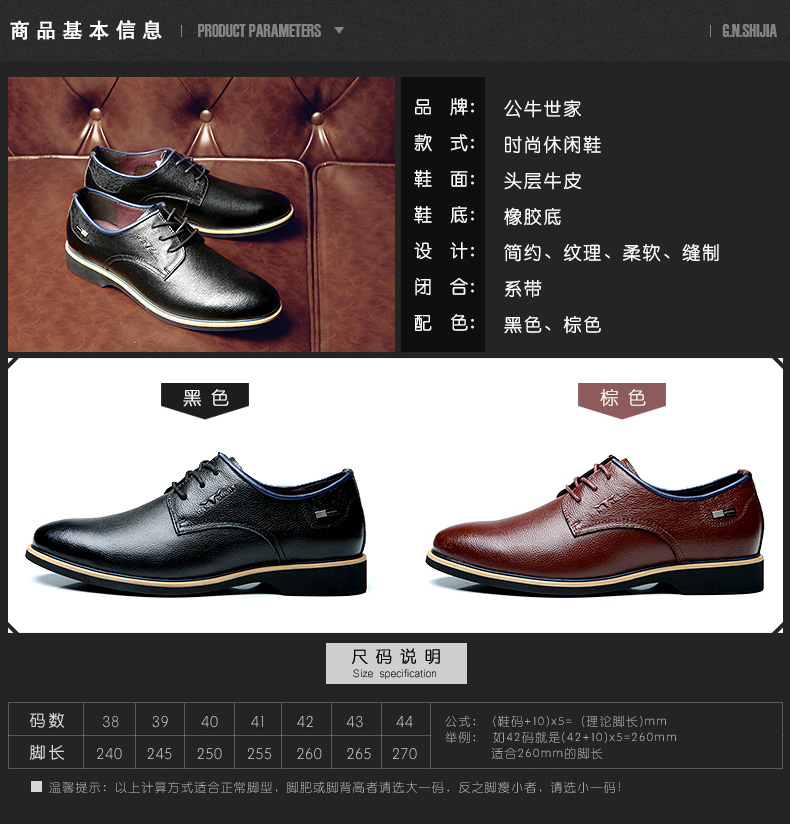 商品基本信息 PRODUCT PARAMETERS G.N.SHIJIA
品 牌: 公牛世家
款 式: 时尚休闲鞋
鞋 面: 头层牛皮
鞋 底: 橡胶底
设 计: 简约、纹理、柔软、缝制
闭 合: 系带
配 色: 黑色、棕色
黑色 棕色
尺码说明
Size specification
码数 38 39 40 41 42 43 44
脚长 240 245 250 255 260 265 270
公式: (鞋码+10)x5= (理论脚长)mm
举例: 如42码就是(42+10)x5=260mm
适合260mm的脚长
温馨提示: 以上计算方式适合正常脚型, 脚肥或脚背高者请选大一码, 反之脚瘦小者, 请选小一码!